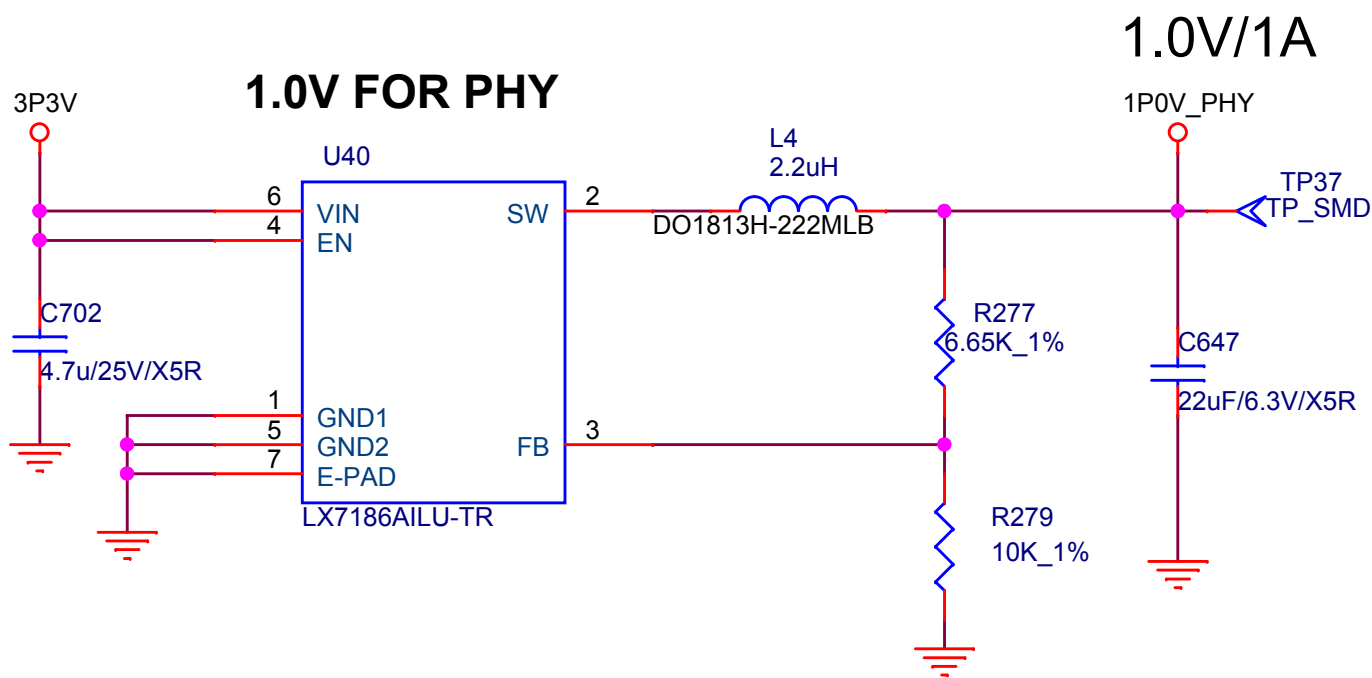 1.0V/1A
1.0V FOR PHY
3P3V
1P0V_PHY
U40
L4
2.2uH
DO1813H-222MLB
TP37
TP_SMD
6
VIN
SW
2
4
EN
C702
4.7u/25V/X5R
R277
6.65K_1%
C647
22uF/6.3V/X5R
1
GND1
5
GND2
FB
3
7
E-PAD
LX7186AILU-TR
R279
10K_1%